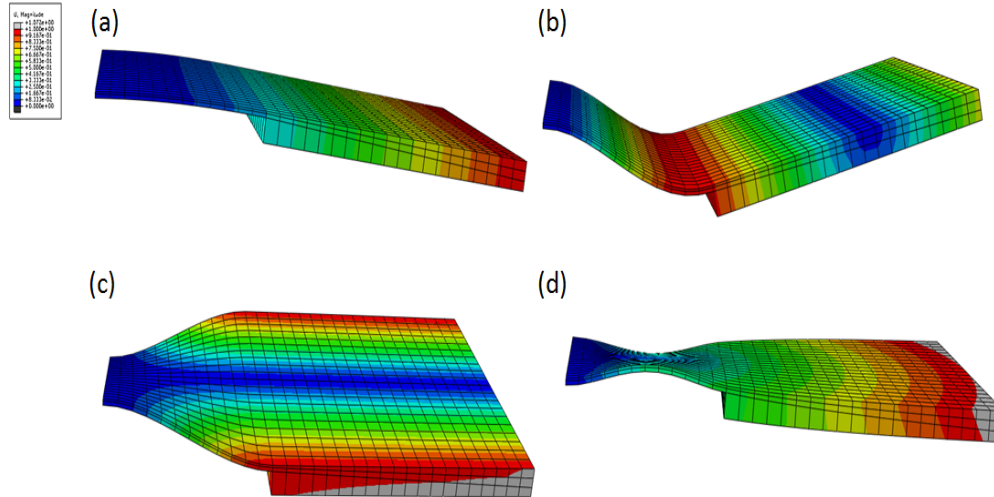 U, Magnitude
+1.072e+00
+1.000e+00
+9.167e-01
+8.333e-01
+7.500e-01
+6.667e-01
+5.833e-01
+5.000e-01
+4.167e-01
+3.333e-01
+2.500e-01
+1.667e-01
+8.333e-02
+0.000e+00
(a)
(b)
(c)
(d)